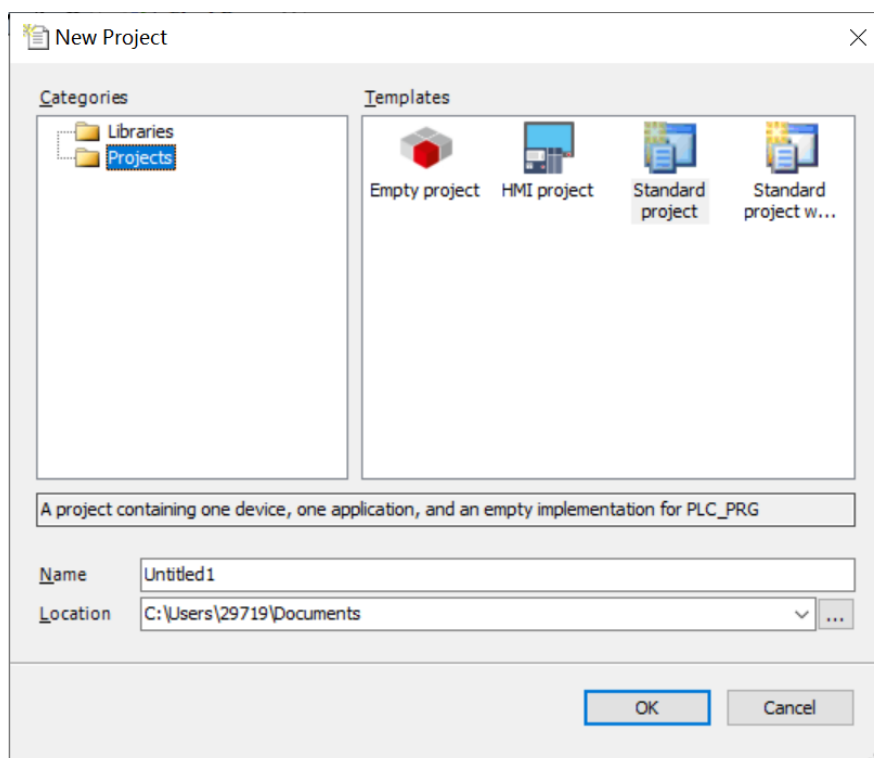 New Project
Categories
Templates
Libraries
Projects
Empty project
HMI project
Standard
project
Standard
project w...
A project containing one device, one application, and an empty implementation for PLC_PRG
Name
Untitled1
Location
C:\Users\29719\Documents
...
OK
Cancel